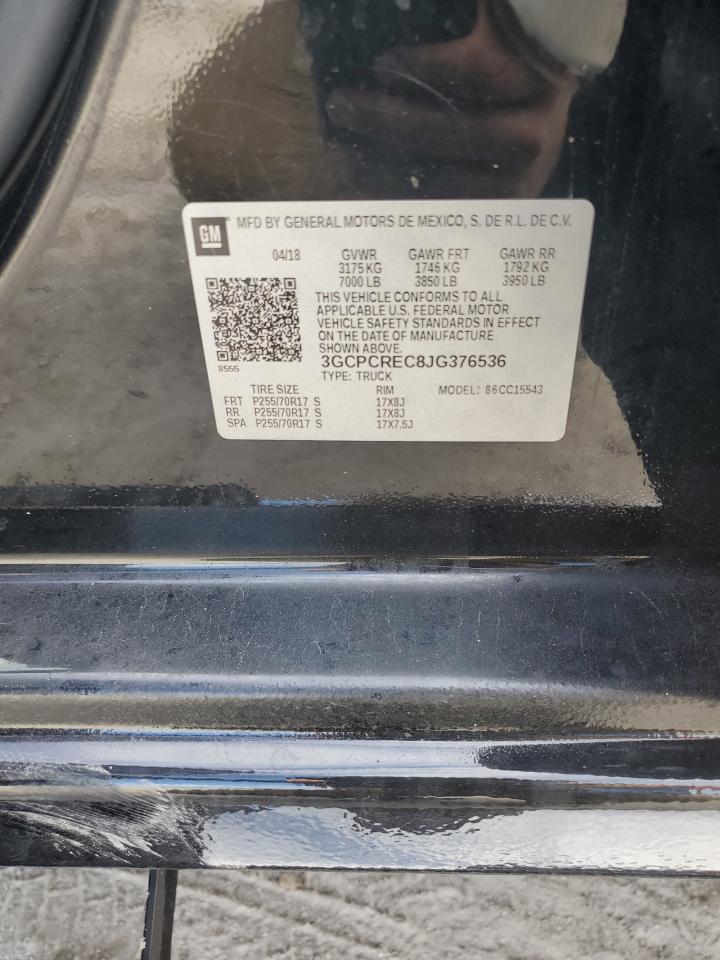 GM MFD BY GENERAL MOTORS DE MEXICO, S. DE R.L. DE C.V.
04/18 GVWR GAWR FRT GAWR RR
3175 KG 1746 KG 1792 KG
7000 LB 3850 LB 3950 LB
THIS VEHICLE CONFORMS TO ALL
APPLICABLE U.S. FEDERAL MOTOR
VEHICLE SAFETY STANDARDS IN EFFECT
ON THE DATE OF MANUFACTURE
SHOWN ABOVE.
8555 3GCPCREC8JG376536
TYPE: TRUCK
TIRE SIZE RIM MODEL: 86CC15543
FRT P255/70R17 S 17X8J
RR P255/70R17 S 17X8J
SPA P255/70R17 S 17X7.5J